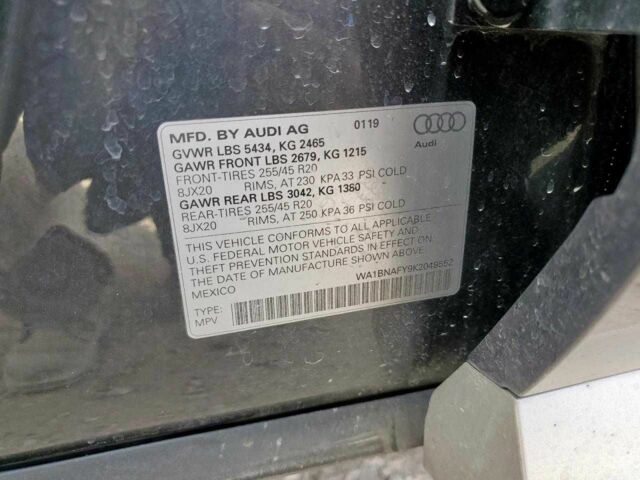 MFD. BY AUDI AG 0119
GVWR LBS 5434, KG 2465
GAWR FRONT LBS 2679, KG 1215
FRONT-TIRES 255/45 R20
8JX20 RIMS, AT 230 KPA 33 PSI COLD
GAWR REAR LBS 3042, KG 1380
REAR-TIRES 255/45 R20
8JX20 RIMS, AT 250 KPA 36 PSI COLD
Audi
THIS VEHICLE CONFORMS TO ALL APPLICABLE
U.S. FEDERAL MOTOR VEHICLE SAFETY AND
THEFT PREVENTION STANDARDS IN EFFECT ON
THE DATE OF MANUFACTURE SHOWN ABOVE.
MEXICO
WA1BNAFY9K2049552
TYPE:
MPV